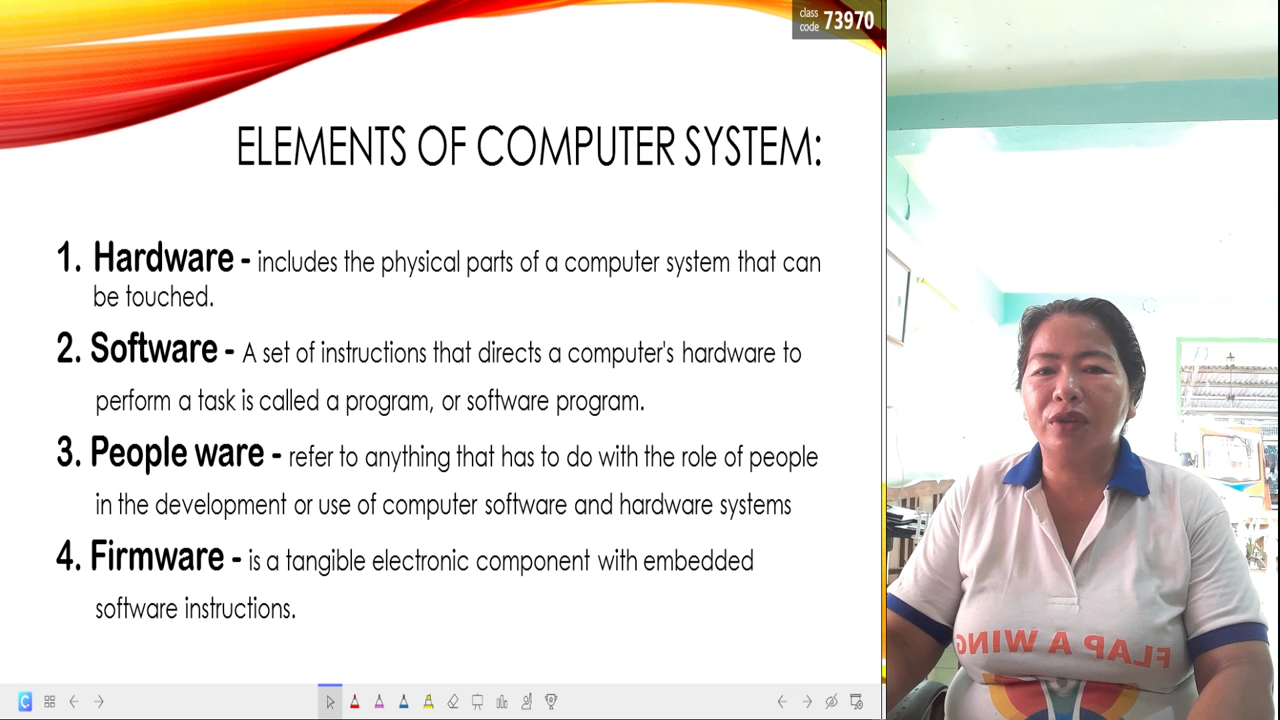 class
code 73970
ELEMENTS OF COMPUTER SYSTEM:
1. Hardware - includes the physical parts of a computer system that can
be touched.
2. Software - A set of instructions that directs a computer's hardware to
perform a task is called a program, or software program.
3. People ware - refer to anything that has to do with the role of people
in the development or use of computer software and hardware systems
4. Firmware - is a tangible electronic component with embedded
software instructions.
FLAP A WING